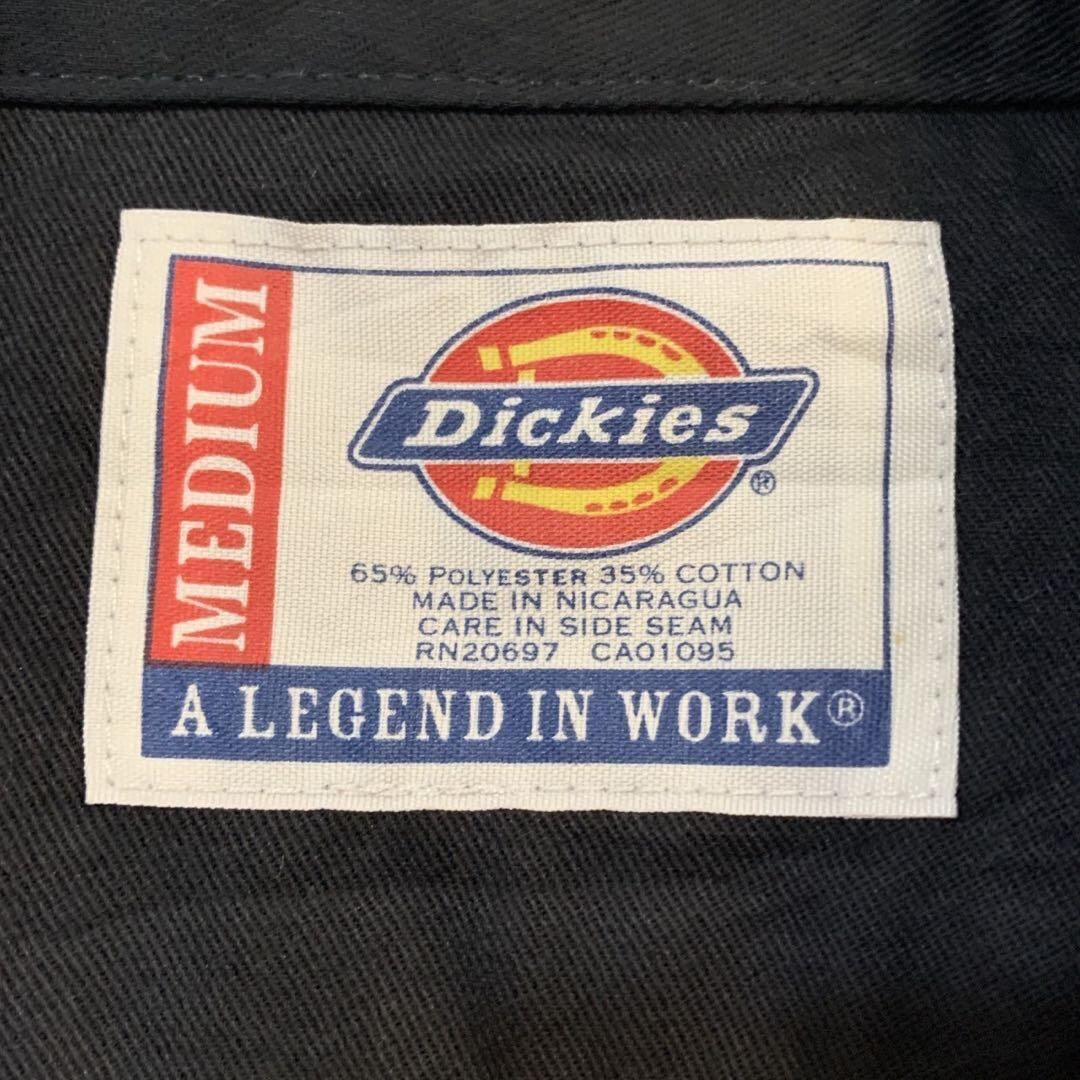 MEDIUM
Dickies®
65% POLYESTER 35% COTTON
MADE IN NICARAGUA
CARE IN SIDE SEAM
RN20697 CA01095
A LEGEND IN WORK®